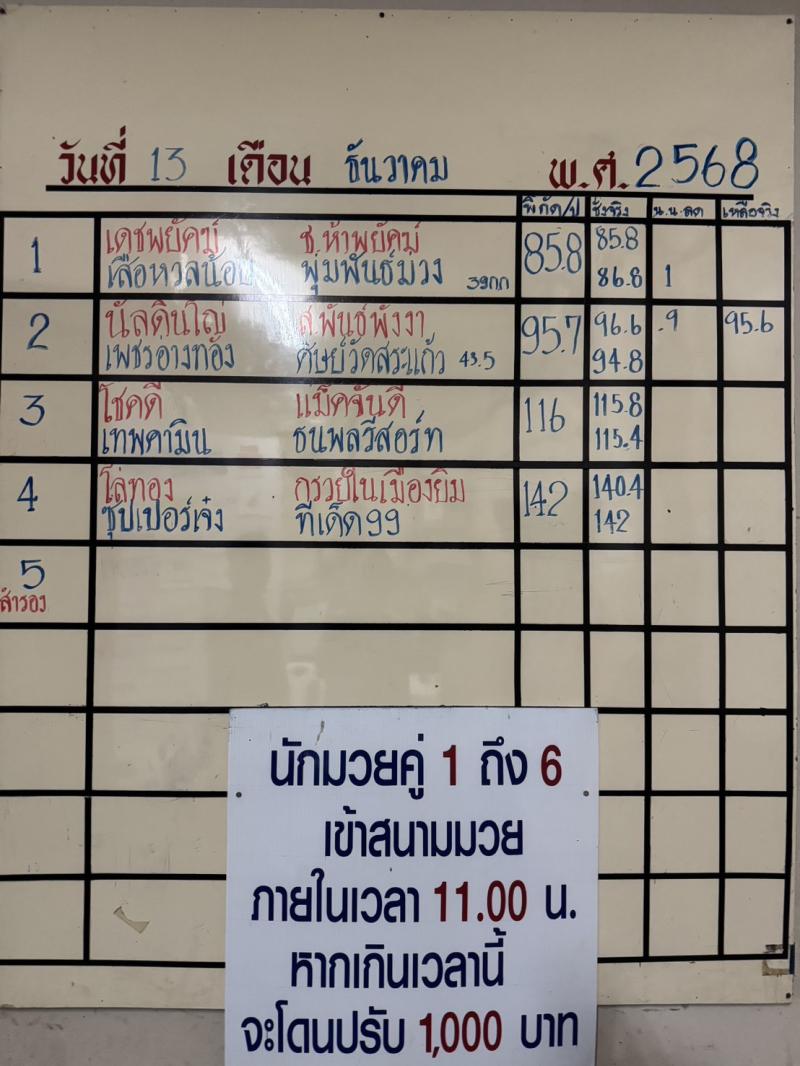 วันที่ 13 เดือน ธันวาคม พ.ศ. 2568
พิกัด/ป ชั่งจริง น.น.ลด เหลือจริง
1 เดชพยัคฆ์ ช.ห้าพยัคฆ์ 85.8 85.8
เสือหวลน้อย พุ่มพันธ์ม่วง 39กก 86.8 1
2 นัสดินใหญ่ ส.พันธ์พังงา 95.7 96.6 .9 95.6
เพชรอ่างทอง ศิษย์วัดสระแก้ว 43.5 94.8
3 โชคดี แม็คจันดี 116 115.8
เทพคามิน ธนพลรีสอร์ท 115.4
4 โล่ทอง กรวยในเมืองยิม 142 140.4
ซุปเปอร์เจ๋ง ทีเด็ด99 142
5
สำรอง
นักมวยคู่ 1 ถึง 6
เข้าสนามมวย
ภายในเวลา 11.00 น.
หากเกินเวลานี้
จะโดนปรับ 1,000 บาท